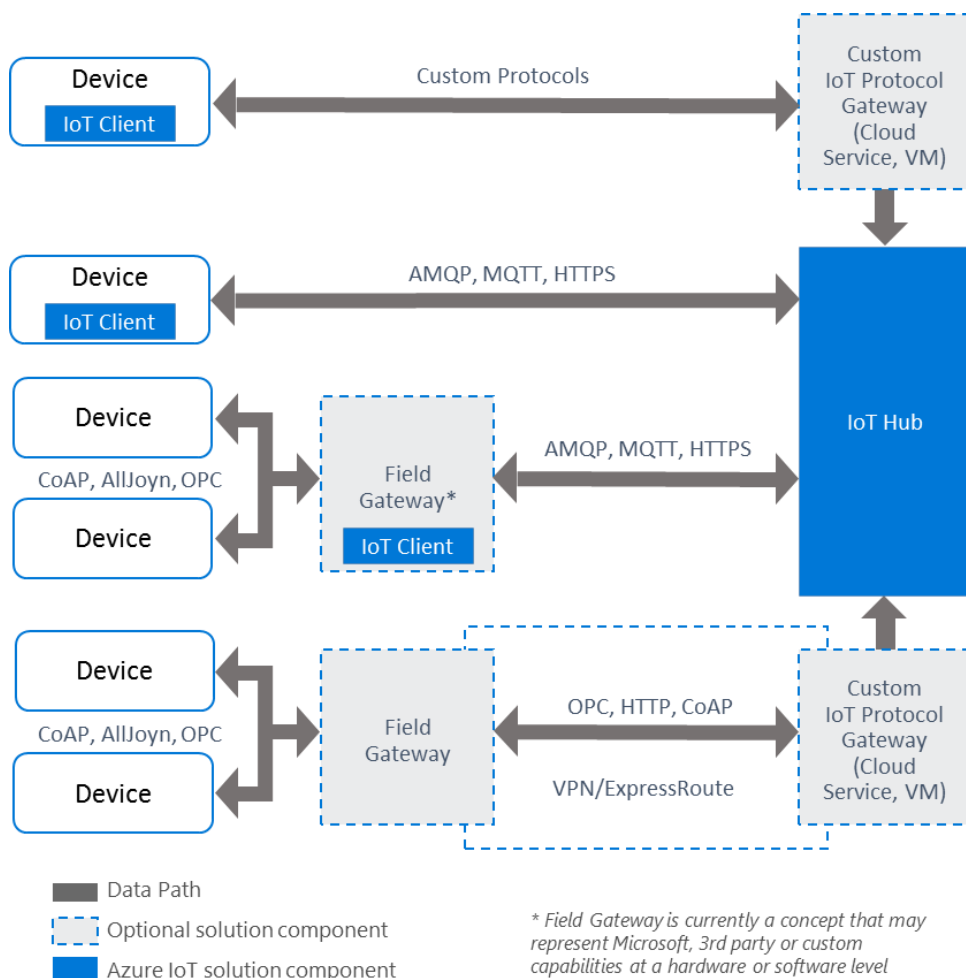 Device
IoT Client
Custom Protocols
Custom
IoT Protocol
Gateway
(Cloud
Service, VM)
Device
IoT Client
AMQP, MQTT, HTTPS
IoT Hub
Device
CoAP, AllJoyn, OPC
Device
Field
Gateway*
IoT Client
AMQP, MQTT, HTTPS
Device
CoAP, AllJoyn, OPC
Device
Field
Gateway
OPC, HTTP, CoAP
VPN/ExpressRoute
Custom
IoT Protocol
Gateway
(Cloud
Service, VM)
Data Path
Optional solution component
Azure IoT solution component
* Field Gateway is currently a concept that may
represent Microsoft, 3rd party or custom
capabilities at a hardware or software level